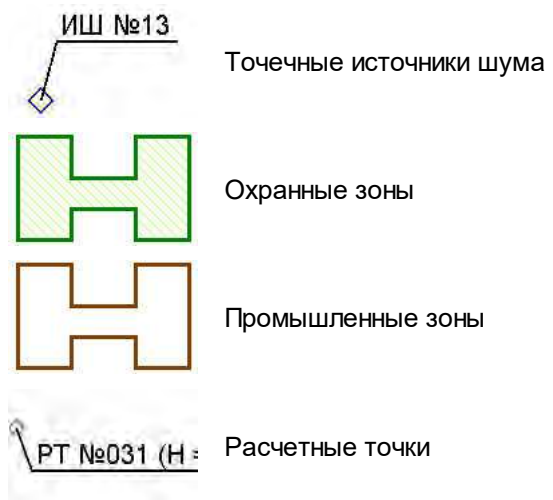 ИШ №13
Точечные источники шума
Охранные зоны
Промышленные зоны
РТ №031 (Н =
Расчетные точки